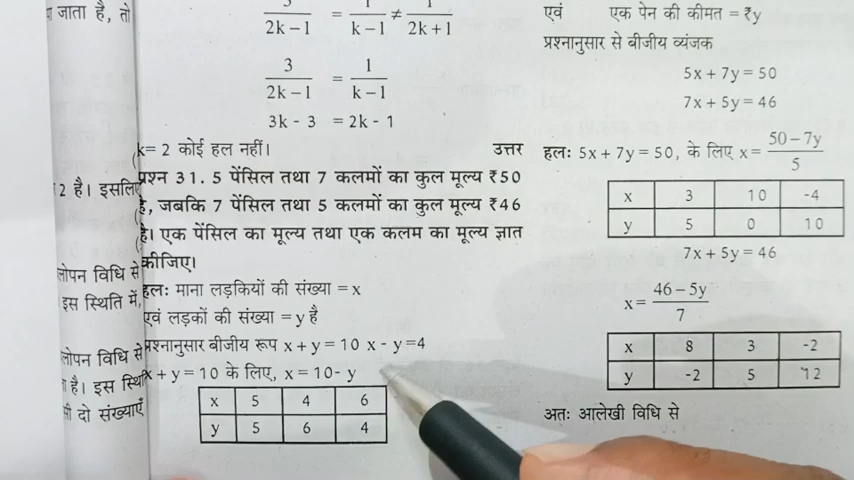 जाता है, तो
2 है। इसलिए
लोपन विधि से
इस स्थिति में,
लोपन विधि से
है। इस स्थि
सी दो संख्याएँ
3/(2k−1) = 1/(k−1) ≠ 1/(2k+1)
3/(2k−1) = 1/(k−1)
3k - 3 = 2k - 1
k= 2 कोई हल नहीं। उत्तर
प्रश्न 31. 5 पेंसिल तथा 7 कलमों का कुल मूल्य ₹50
है, जबकि 7 पेंसिल तथा 5 कलमों का कुल मूल्य ₹46
है। एक पेंसिल का मूल्य तथा एक कलम का मूल्य ज्ञात
कीजिए।
हलः माना लड़कियों की संख्या = x
एवं लड़कों की संख्या = y है
प्रश्नानुसार बीजीय रूप x + y = 10 x - y =4
x + y = 10 के लिए, x = 10- y
x 5 4 6
y 5 6 4
एवं एक पेन की कीमत = ₹y
प्रश्नानुसार से बीजीय व्यंजक
5x + 7y = 50
7x + 5y = 46
हलः 5x + 7y = 50, के लिए x = (50−7y)/5
x 3 10 -4
y 5 0 10
7x + 5y = 46
x = (46−5y)/7
x 8 3 -2
y -2 5 12
अतः आलेखी विधि से